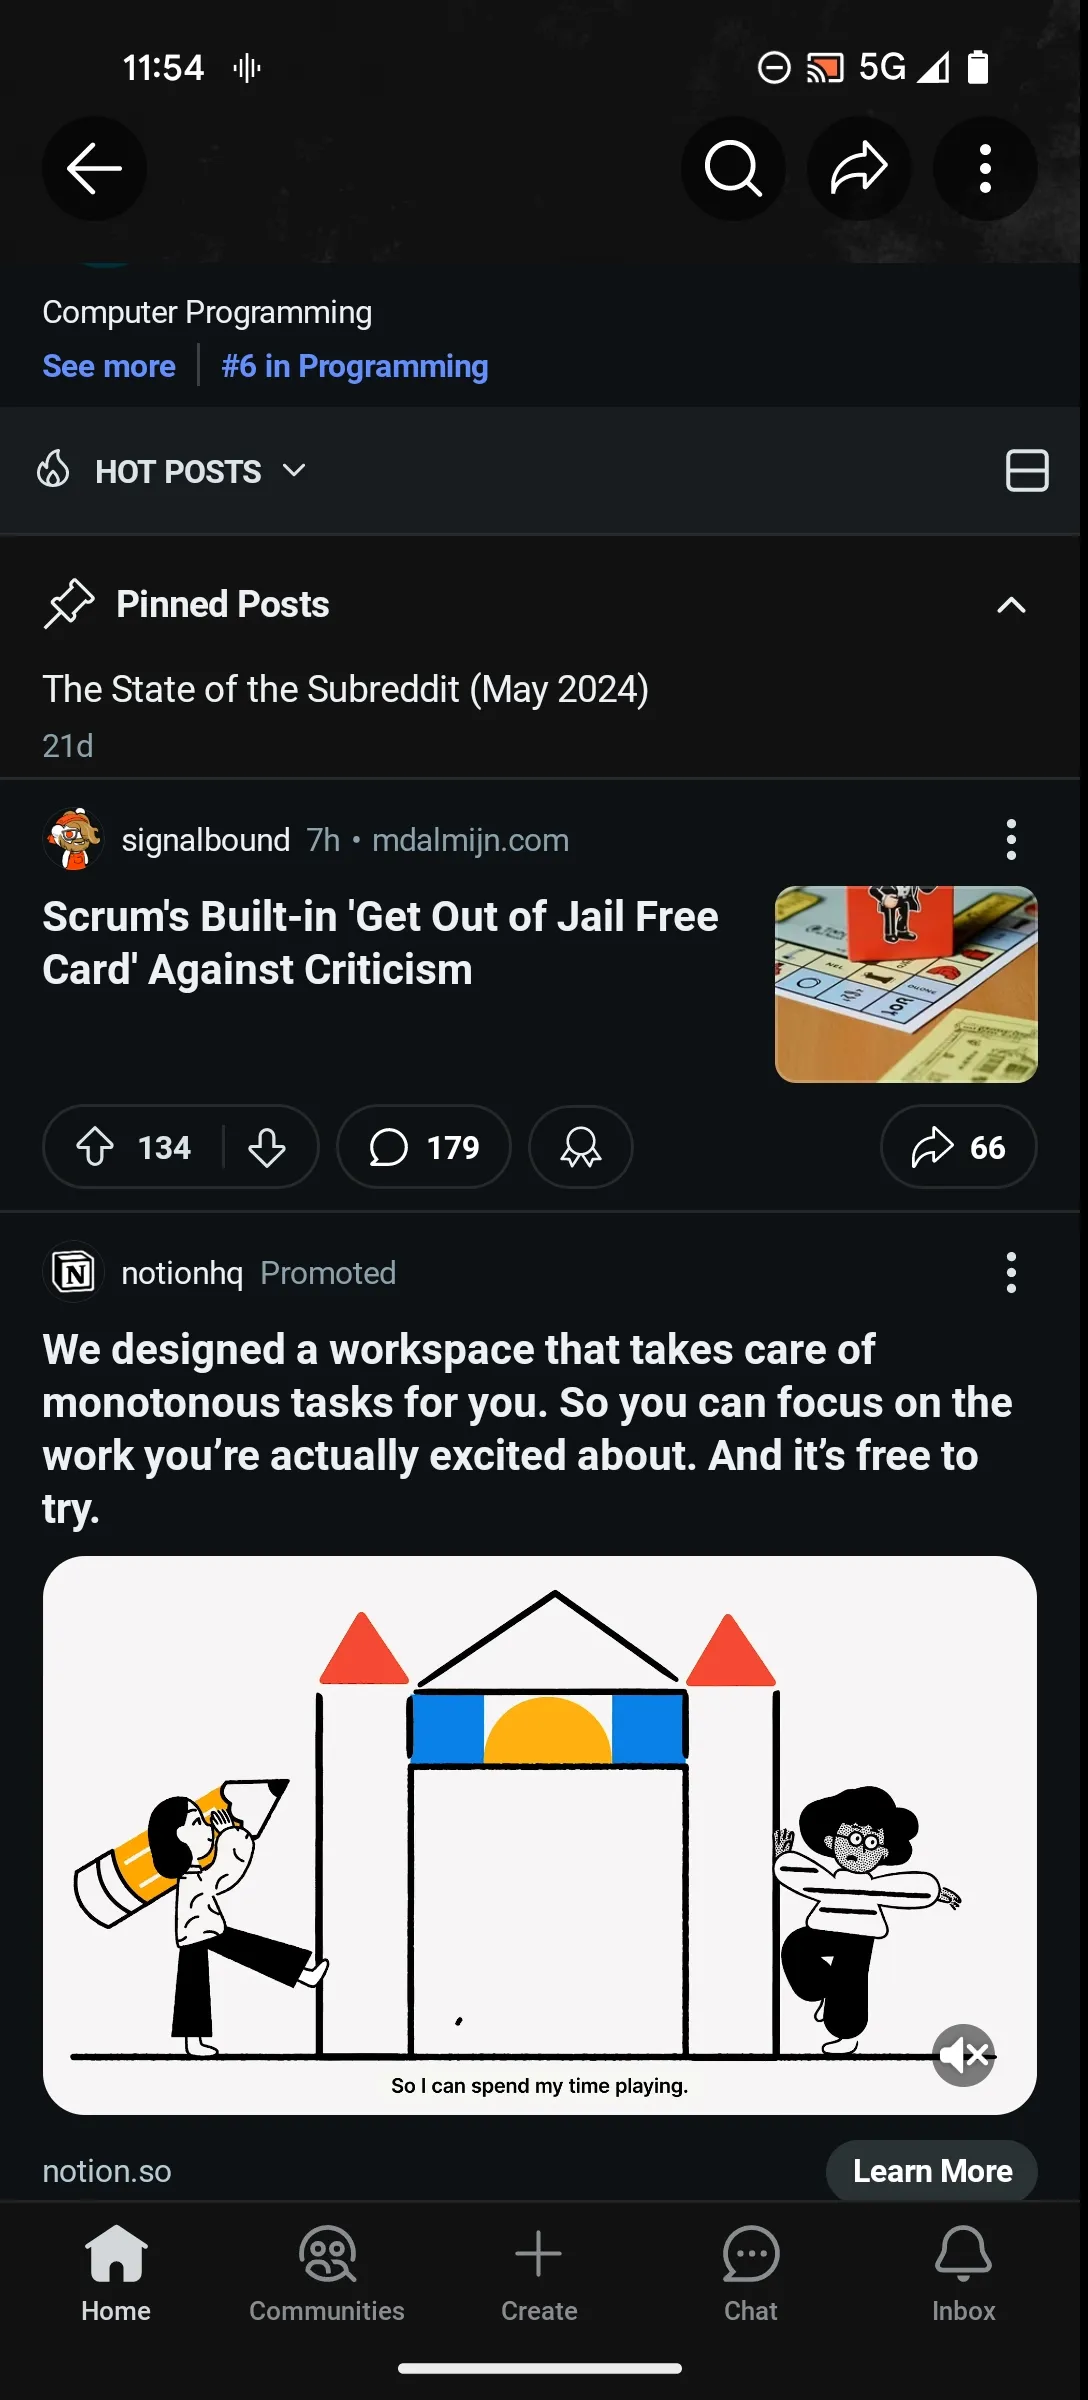 11:54
5G
Computer Programming
See more
#6 in Programming
HOT POSTS
Pinned Posts
The State of the Subreddit (May 2024)
21d
signalbound 7h • mdalmijn.com
Scrum's Built-in 'Get Out of Jail Free
Card' Against Criticism
134
179
66
N
notionhq Promoted
We designed a workspace that takes care of
monotonous tasks for you. So you can focus on the
work you’re actually excited about. And it’s free to
try.
So I can spend my time playing.
notion.so
Learn More
Home
Communities
Create
Chat
Inbox